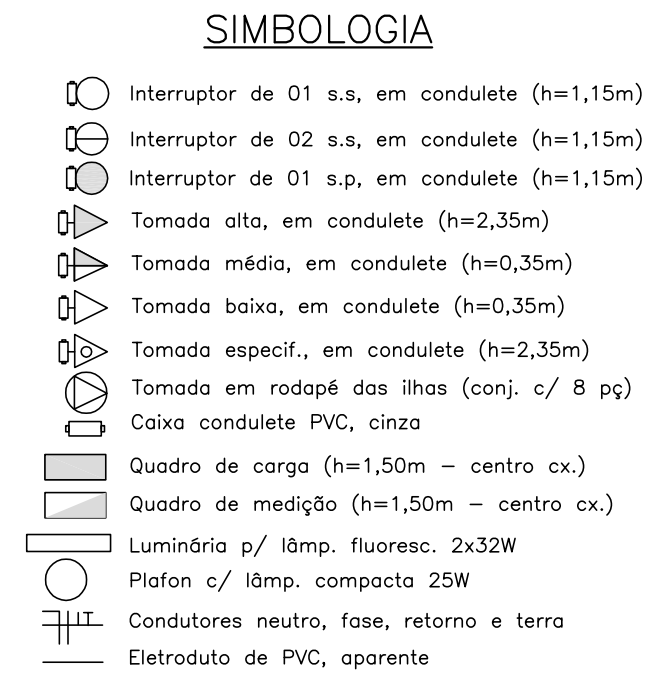 SIMBOLOGIA
Interruptor de 01 s.s, em condulete (h=1,15m)
Interruptor de 02 s.s, em condulete (h=1,15m)
Interruptor de 01 s.p, em condulete (h=1,15m)
Tomada alta, em condulete (h=2,35m)
Tomada média, em condulete (h=0,35m)
Tomada baixa, em condulete (h=0,35m)
Tomada especif., em condulete (h=2,35m)
Tomada em rodapé das ilhas (conj. c/ 8 pç)
Caixa condulete PVC, cinza
Quadro de carga (h=1,50m – centro cx.)
Quadro de medição (h=1,50m – centro cx.)
Luminária p/ lâmp. fluoresc. 2x32W
Plafon c/ lâmp. compacta 25W
Condutores neutro, fase, retorno e terra
Eletroduto de PVC, aparente